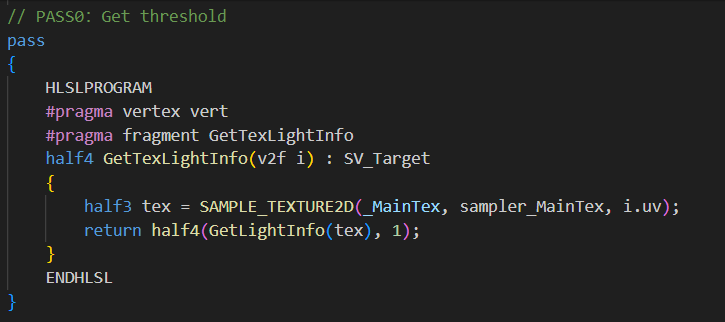 // PASS0: Get threshold
pass
{
HLSLPROGRAM
#pragma vertex vert
#pragma fragment GetTexLightInfo
half4 GetTexLightInfo(v2f i) : SV_Target
{
half3 tex = SAMPLE_TEXTURE2D(_MainTex, sampler_MainTex, i.uv);
return half4(GetLightInfo(tex), 1);
}
ENDHLSL
}